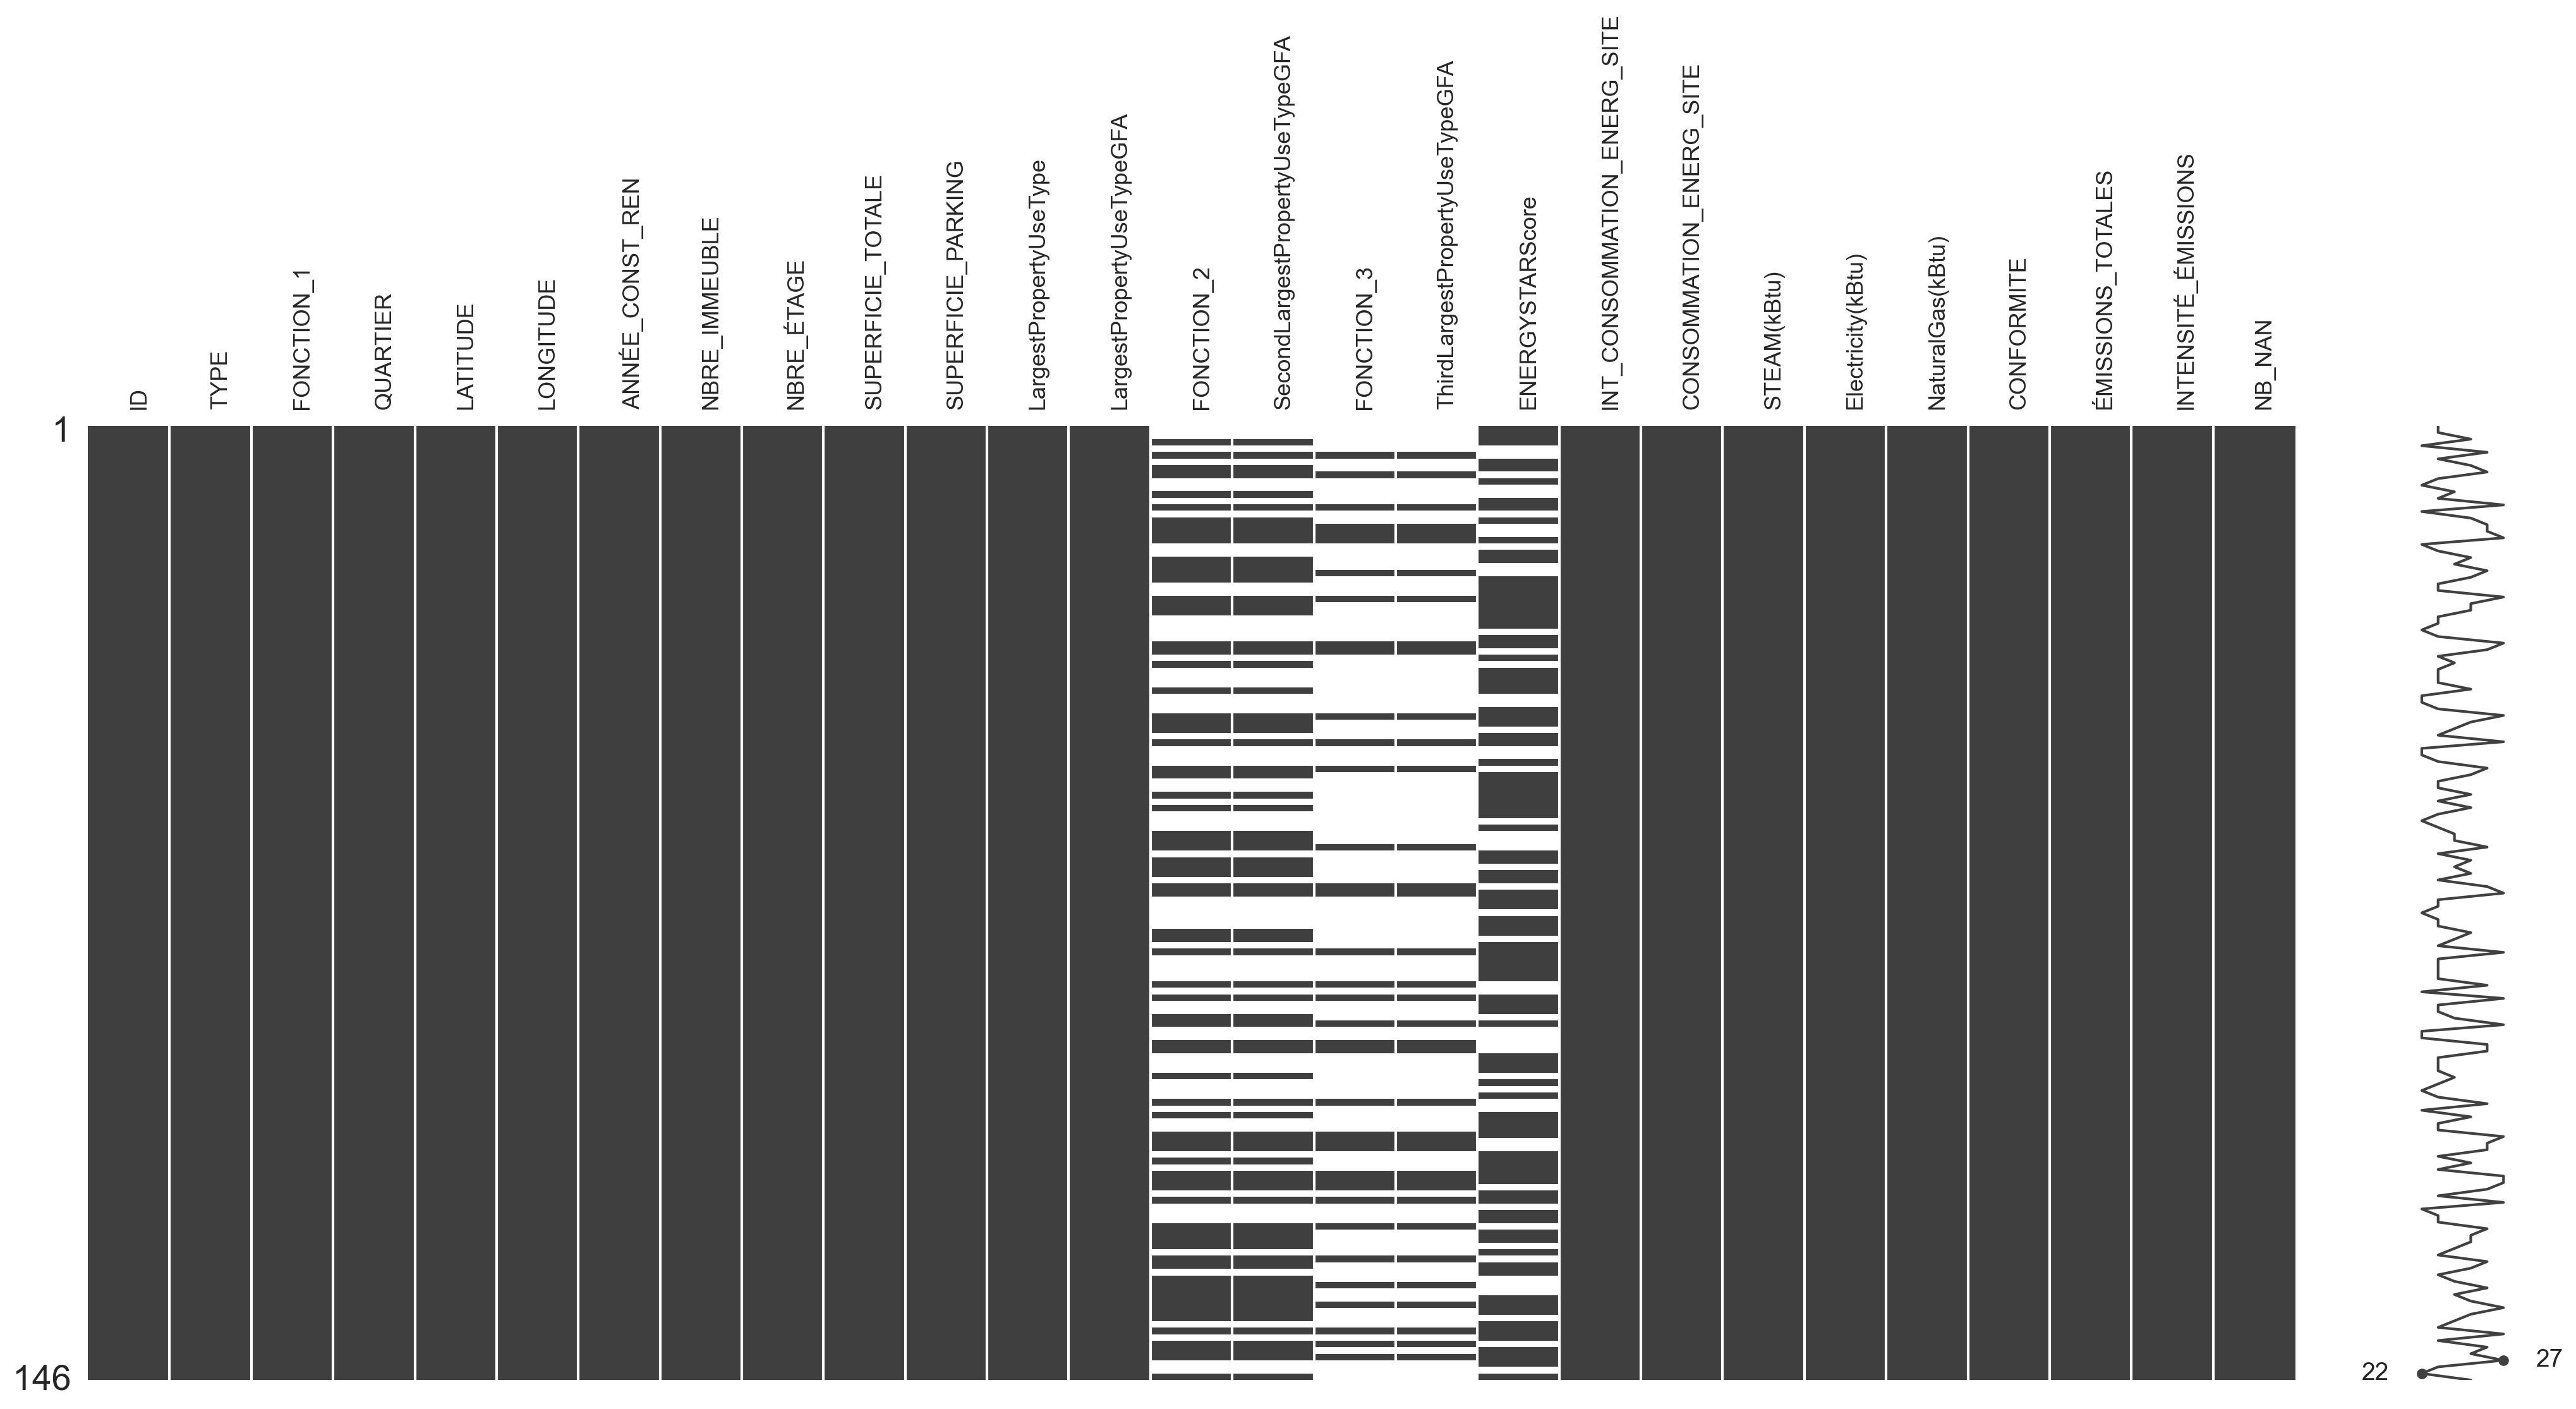 ID
TYPE
FONCTION_1
QUARTIER
LATITUDE
LONGITUDE
ANNÉE_CONST_REN
NBRE_IMMEUBLE
NBRE_ÉTAGE
SUPERFICIE_TOTALE
SUPERFICIE_PARKING
LargestPropertyUseType
LargestPropertyUseTypeGFA
FONCTION_2
SecondLargestPropertyUseTypeGFA
FONCTION_3
ThirdLargestPropertyUseTypeGFA
ENERGYSTARScore
INT_CONSOMMATION_ENERG_SITE
CONSOMMATION_ENERG_SITE
STEAM(kBtu)
Electricity(kBtu)
NaturalGas(kBtu)
CONFORMITE
ÉMISSIONS_TOTALES
INTENSITÉ_ÉMISSIONS
NB_NAN
1
146
22
27